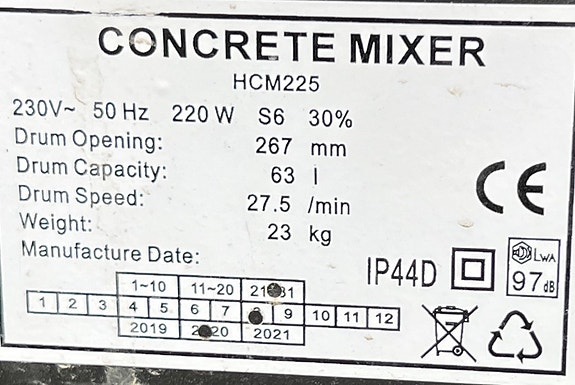 CONCRETE MIXER
HCM225
230V~ 50 Hz 220 W S6 30%
Drum Opening: 267 mm
Drum Capacity: 63 l
Drum Speed: 27.5 /min
Weight: 23 kg
Manufacture Date:
CE
IP44D
LWA
97 dB
1~10 11~20 21~31
1 2 3 4 5 6 7 8 9 10 11 12
2019 2020 2021